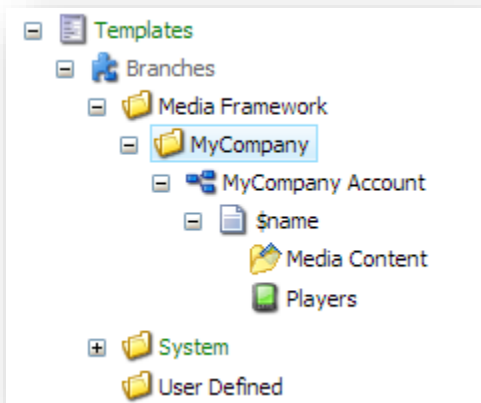 Templates
Branches
Media Framework
MyCompany
MyCompany Account
$name
Media Content
Players
System
User Defined